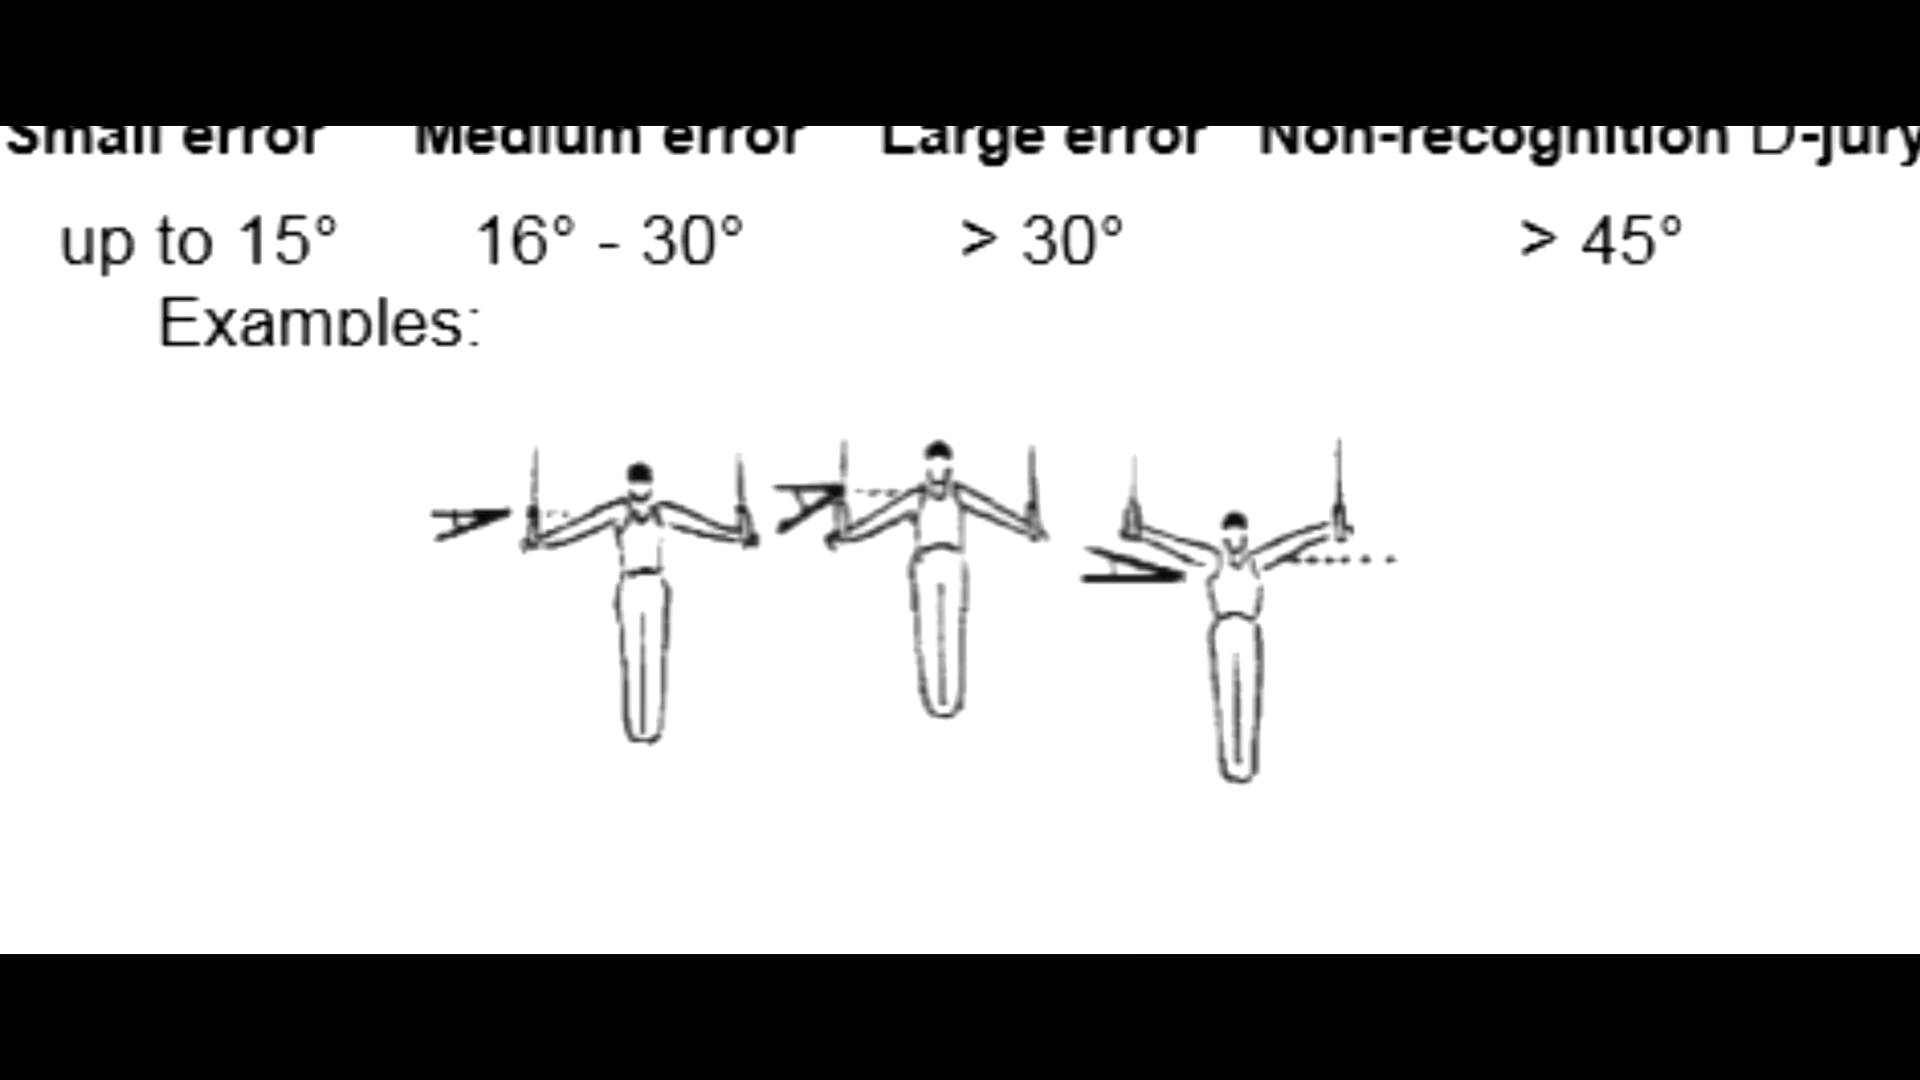 Small error Medium error Large error Non-recognition D-jury
up to 15° 16° - 30° > 30° > 45°
Examples: